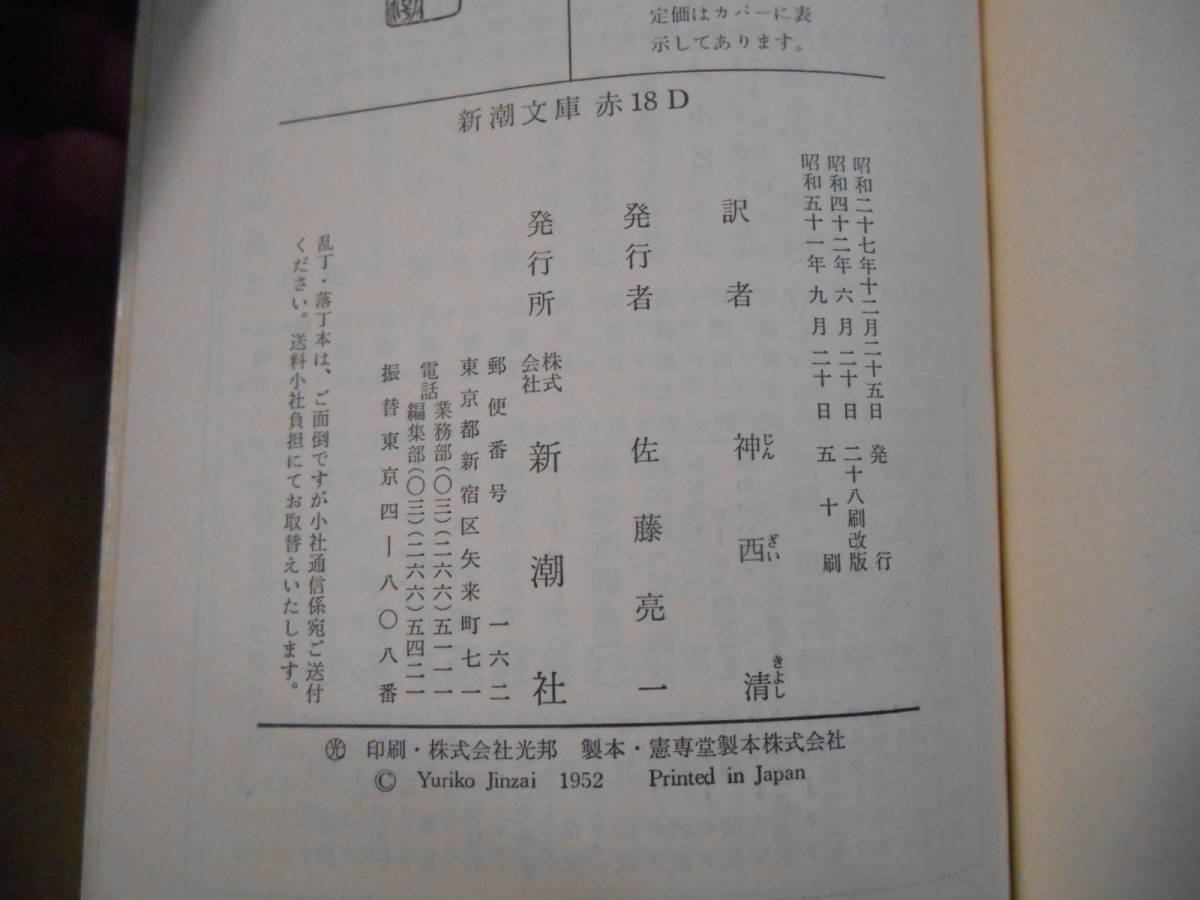 定価はカバーに表
示してあります。
新潮文庫 赤18D
昭和二十七年十二月二十五日 発行
昭和四十二年六月二十日 二十八刷改版
昭和五十一年九月二十日 五十刷
訳者 神西清
じん ざい きよし
発行者 佐藤亮一
発行所 株式会社 新潮社
郵便番号 一六二
東京都新宿区矢来町七一
電話 業務部(〇三)(二六六)五一一一
編集部(〇三)(二六六)五四二一
振替東京四―八〇八番
乱丁・落丁本は、ご面倒ですが小社通信係宛ご送付
ください。送料小社負担にてお取替えいたします。
㊎ 印刷・株式会社光邦 製本・憲専堂製本株式会社
© Yuriko Jinzai 1952 Printed in Japan